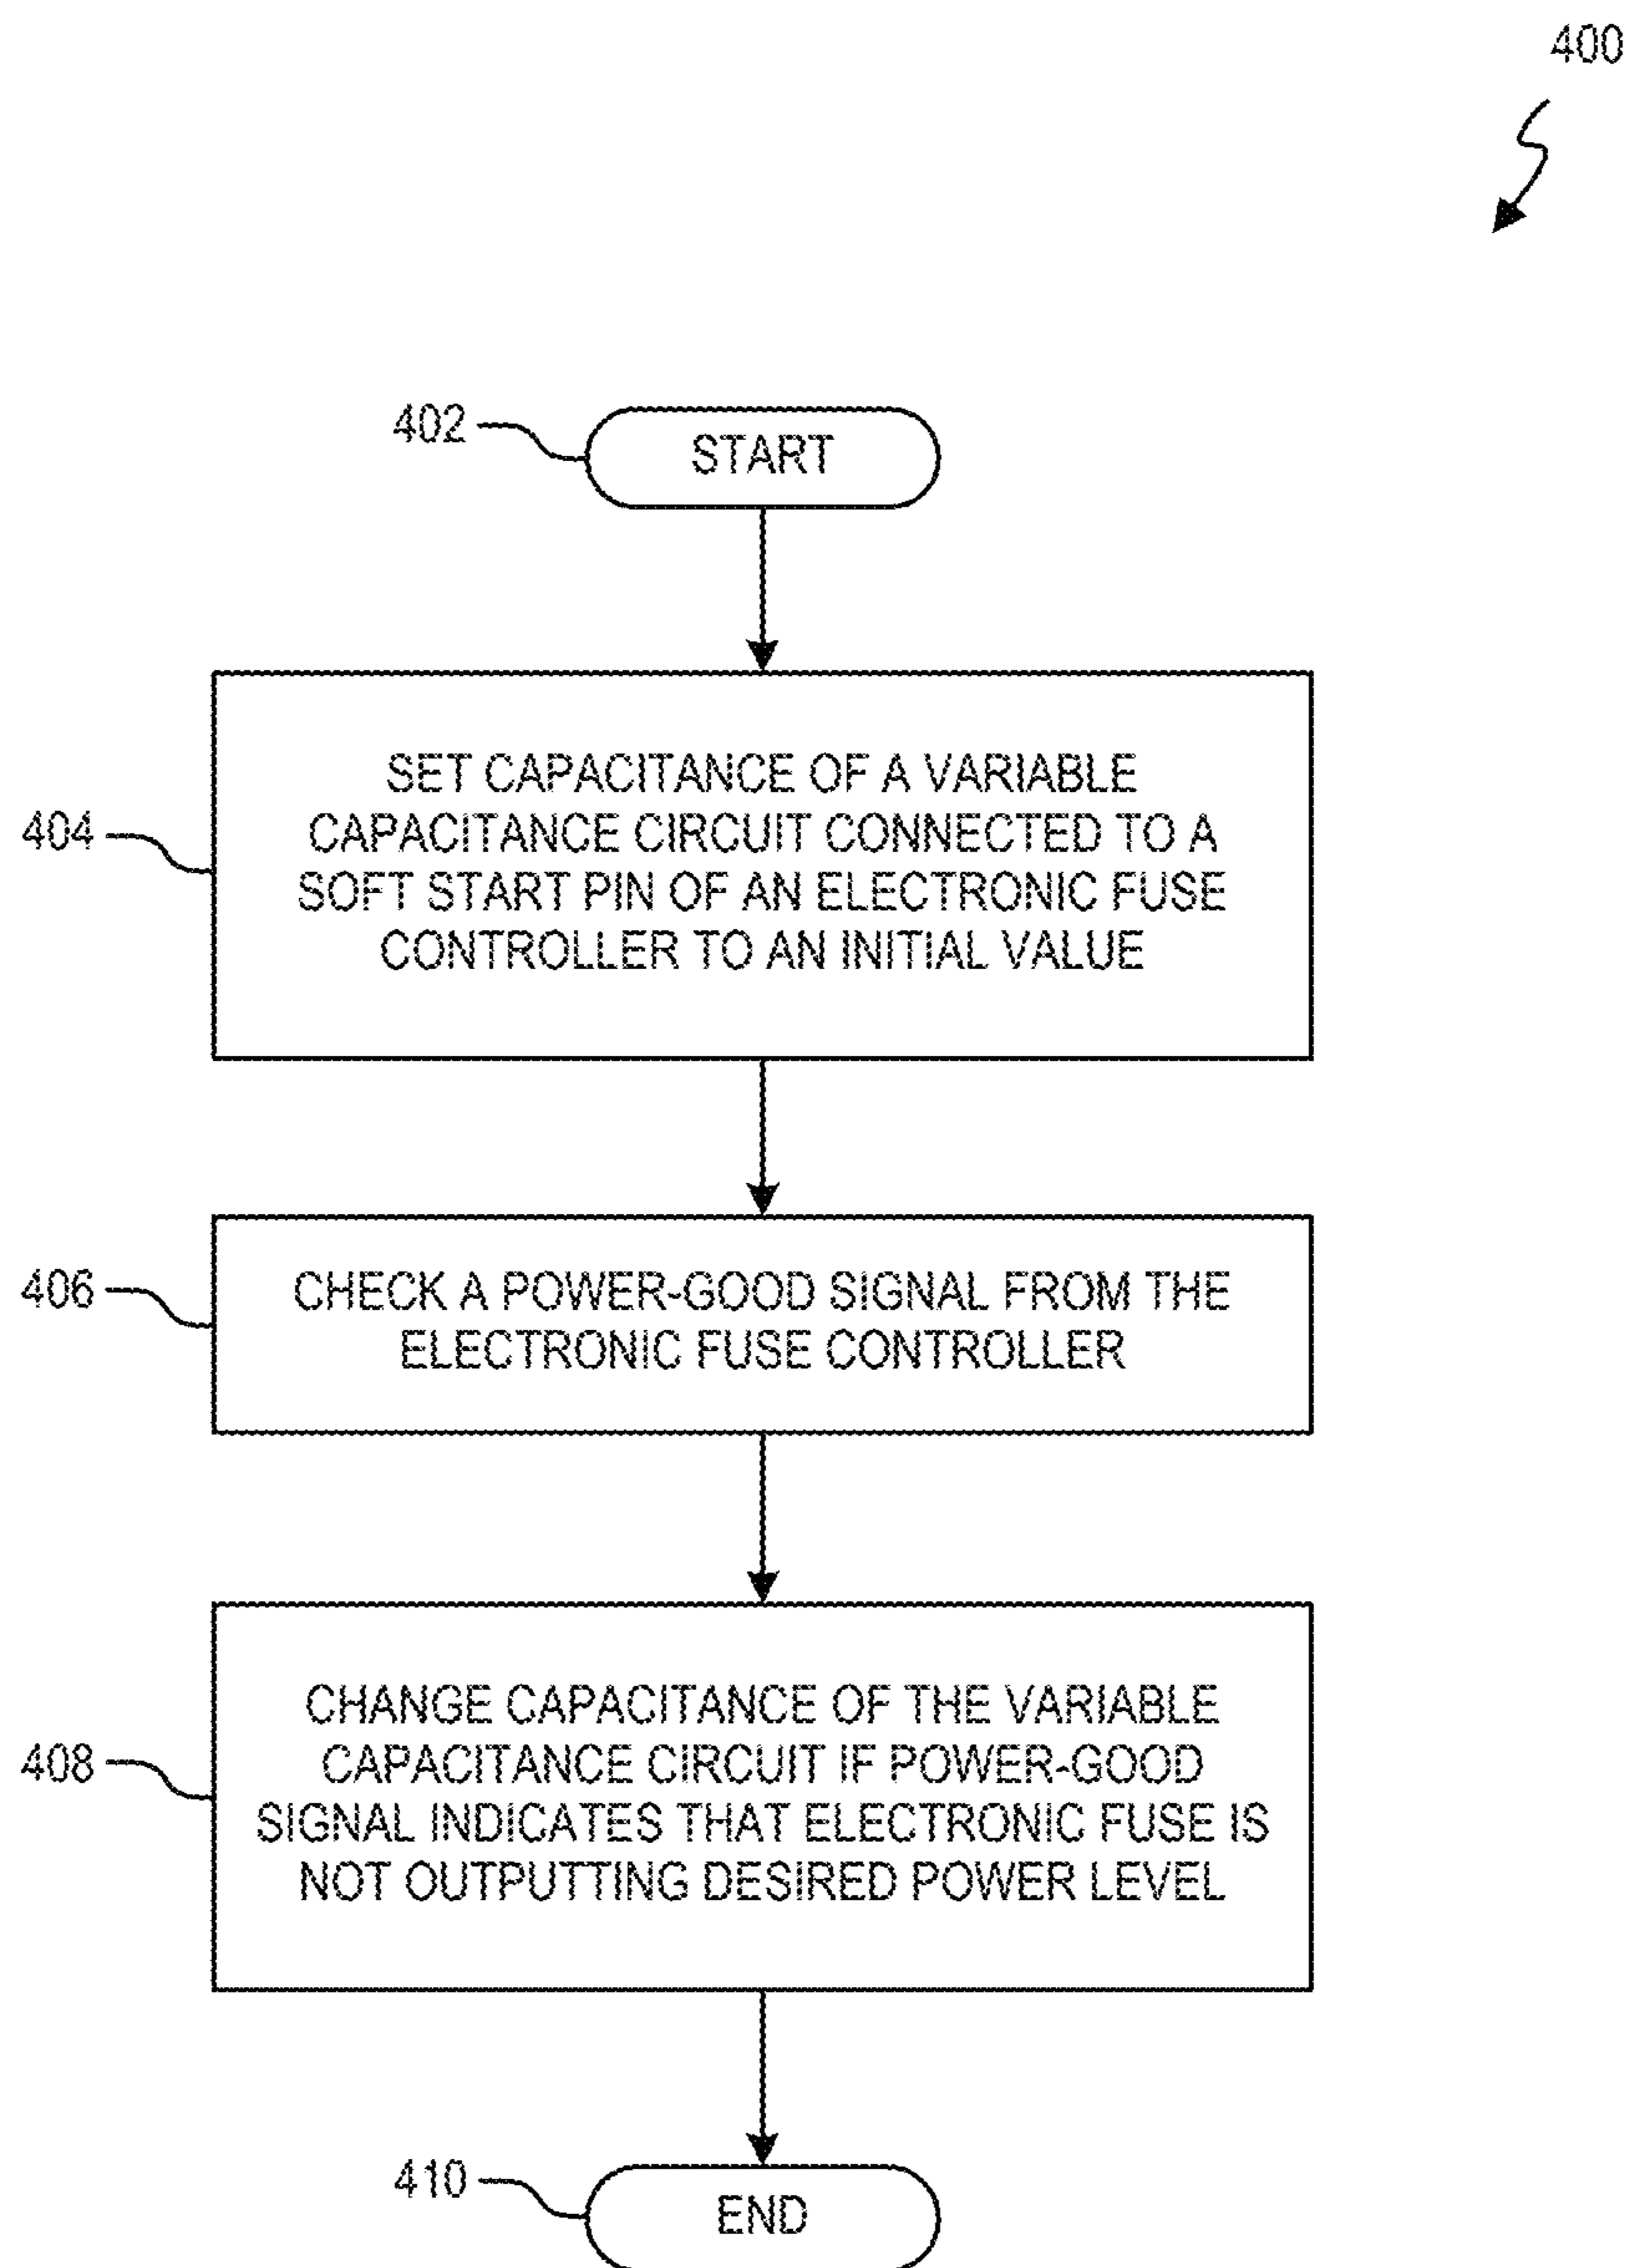 400
402
START
404
SET CAPACITANCE OF A VARIABLE
CAPACITANCE CIRCUIT CONNECTED TO A
SOFT START PIN OF AN ELECTRONIC FUSE
CONTROLLER TO AN INITIAL VALUE
406
CHECK A POWER-GOOD SIGNAL FROM THE
ELECTRONIC FUSE CONTROLLER
408
CHANGE CAPACITANCE OF THE VARIABLE
CAPACITANCE CIRCUIT IF POWER-GOOD
SIGNAL INDICATES THAT ELECTRONIC FUSE IS
NOT OUTPUTTING DESIRED POWER LEVEL
410
END